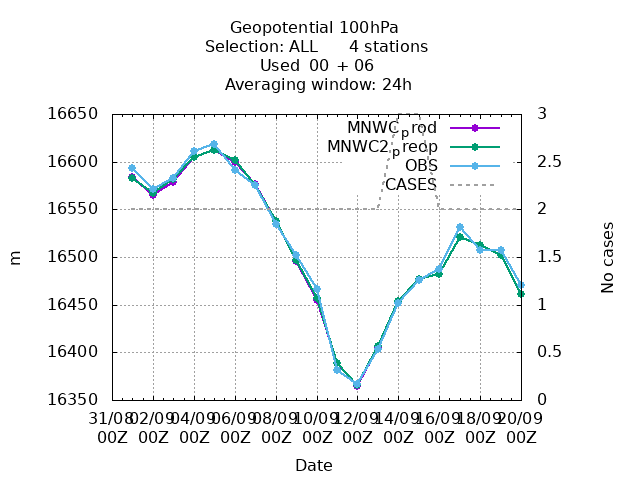 Geopotential 100hPa
Selection: ALL 4 stations
Used 00 + 06
Averaging window: 24h
16650
16600
16550
16500
16450
16400
16350
m
3
2.5
2
1.5
1
0.5
0
No cases
MNWC_prod
MNWC2_preop
OBS
CASES
31/08 02/09 04/09 06/09 08/09 10/09 12/09 14/09 16/09 18/09 20/09
00Z 00Z 00Z 00Z 00Z 00Z 00Z 00Z 00Z 00Z 00Z
Date